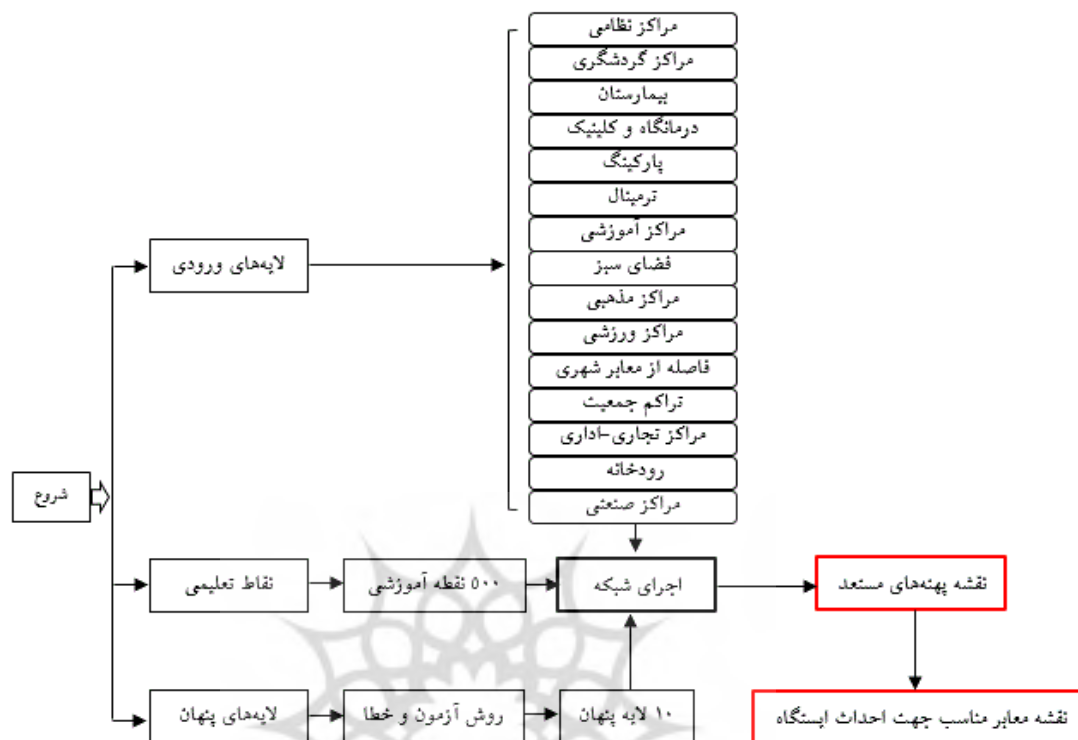 مراکز نظامی
مراکز گردشگری
بیمارستان
درمانگاه و کلینیک
پارکینگ
ترمینال
مراکز آموزشی
فضای سبز
مراکز مذهبی
مراکز ورزشی
فاصله از معابر شهری
تراکم جمعیت
مراکز تجاری-اداری
رودخانه
مراکز صنعتی
لایه‌های ورودی
شروع
نقاط تعلیمی
۵۰۰ نقطه آموزشی
اجرای شبکه
نقشه پهنه‌های مستعد
لایه‌های پنهان
روش آزمون و خطا
۱۰ لایه پنهان
نقشه معابر مناسب جهت احداث ایستگاه